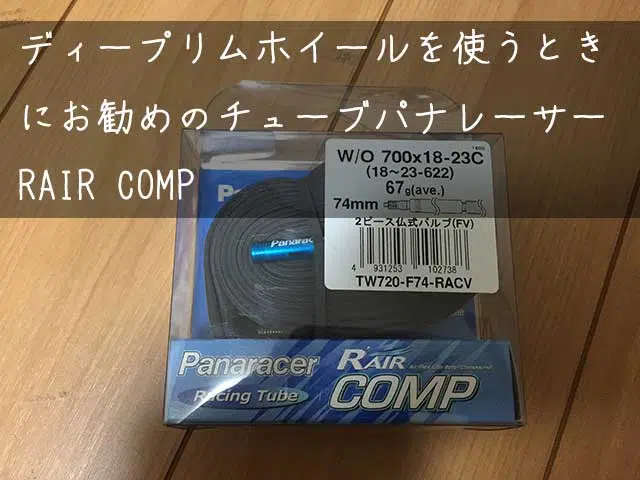 ディープリムホイールを使うとき
にお勧めのチューブパナレーサー
RAIR COMP
1405
W/O 700x18-23C
(18~23-622)
67g(ave.)
74mm
2ピース仏式バルブ(FV)
4 931253 102738
TW720-F74-RACV
Panaracer
Panaracer
Racing Tube
R'AIR
COMP